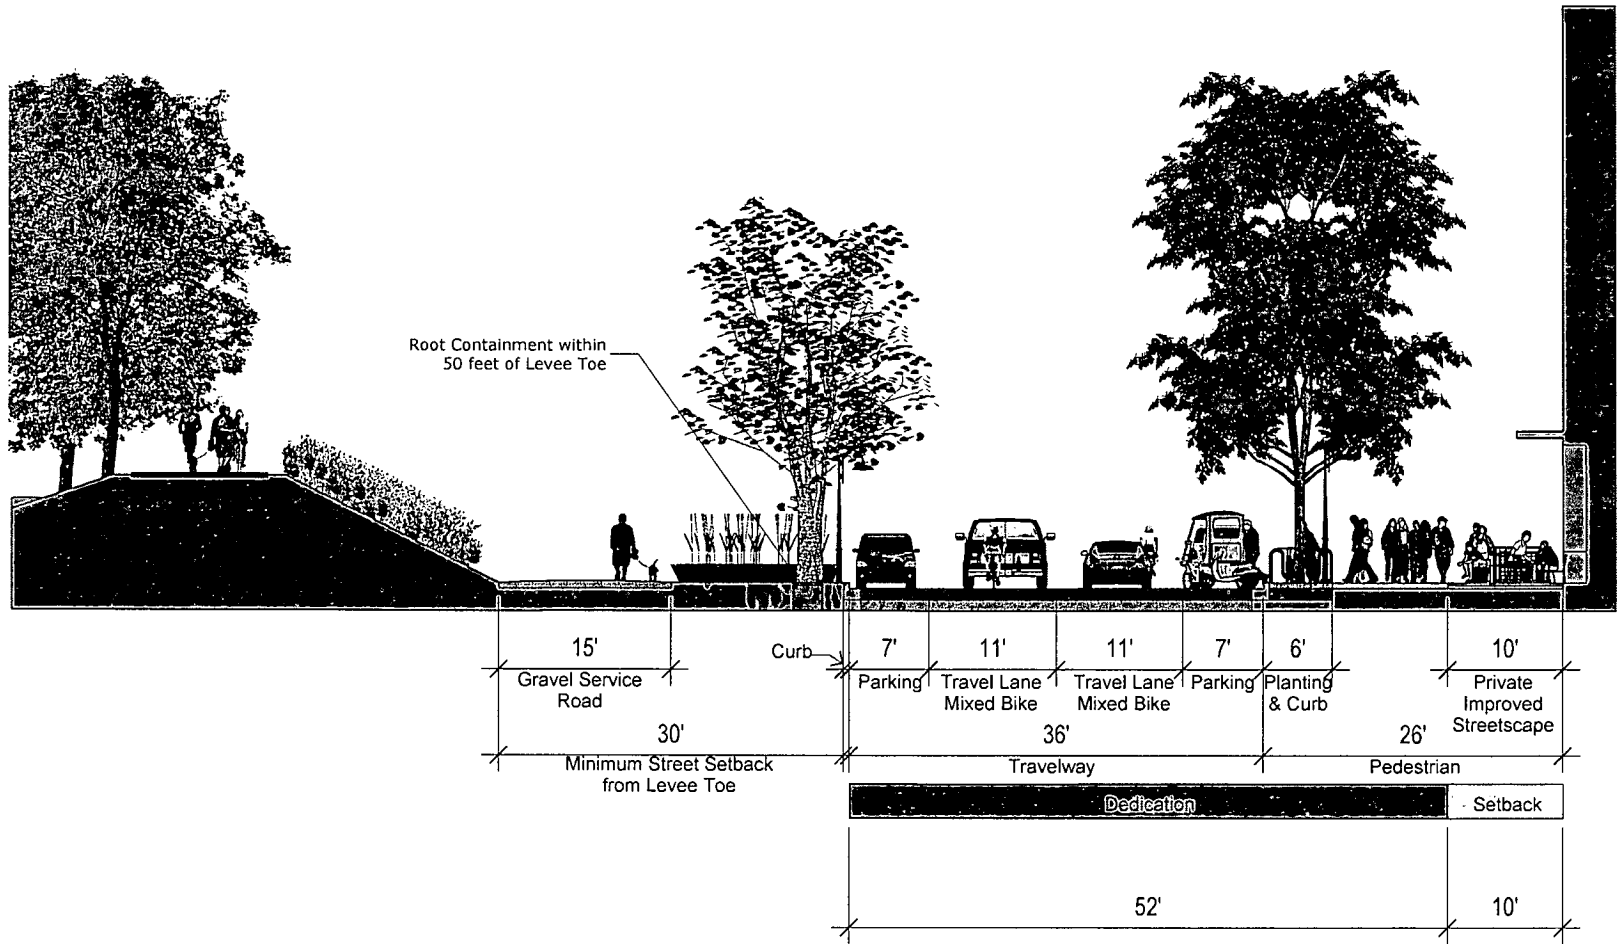 Root Containment within
50 feet of Levee Toe
15'
Gravel Service
Road
Curb
7'
Parking
11'
Travel Lane
Mixed Bike
11'
Travel Lane
Mixed Bike
7'
Parking
6'
Planting
& Curb
10'
Private
Improved
Streetscape
30'
Minimum Street Setback
from Levee Toe
36'
Travelway
26'
Pedestrian
Dedication
Setback
52'
10'